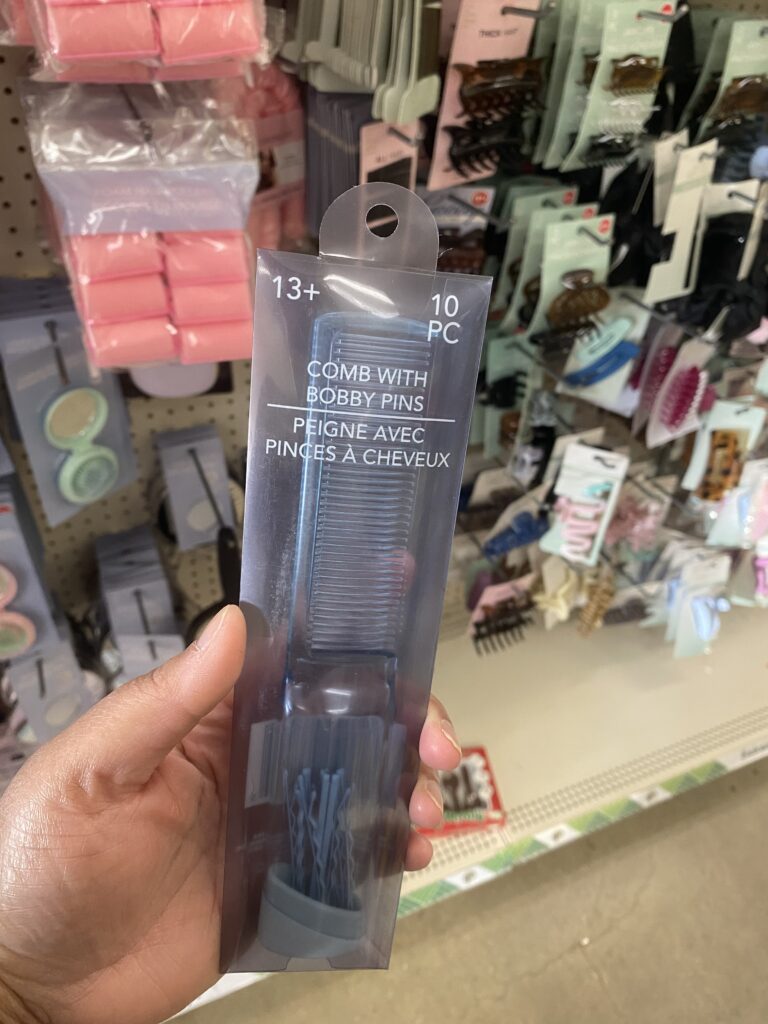 13+
10
PC
COMB WITH
BOBBY PINS
PEIGNE AVEC
PINCES À CHEVEUX